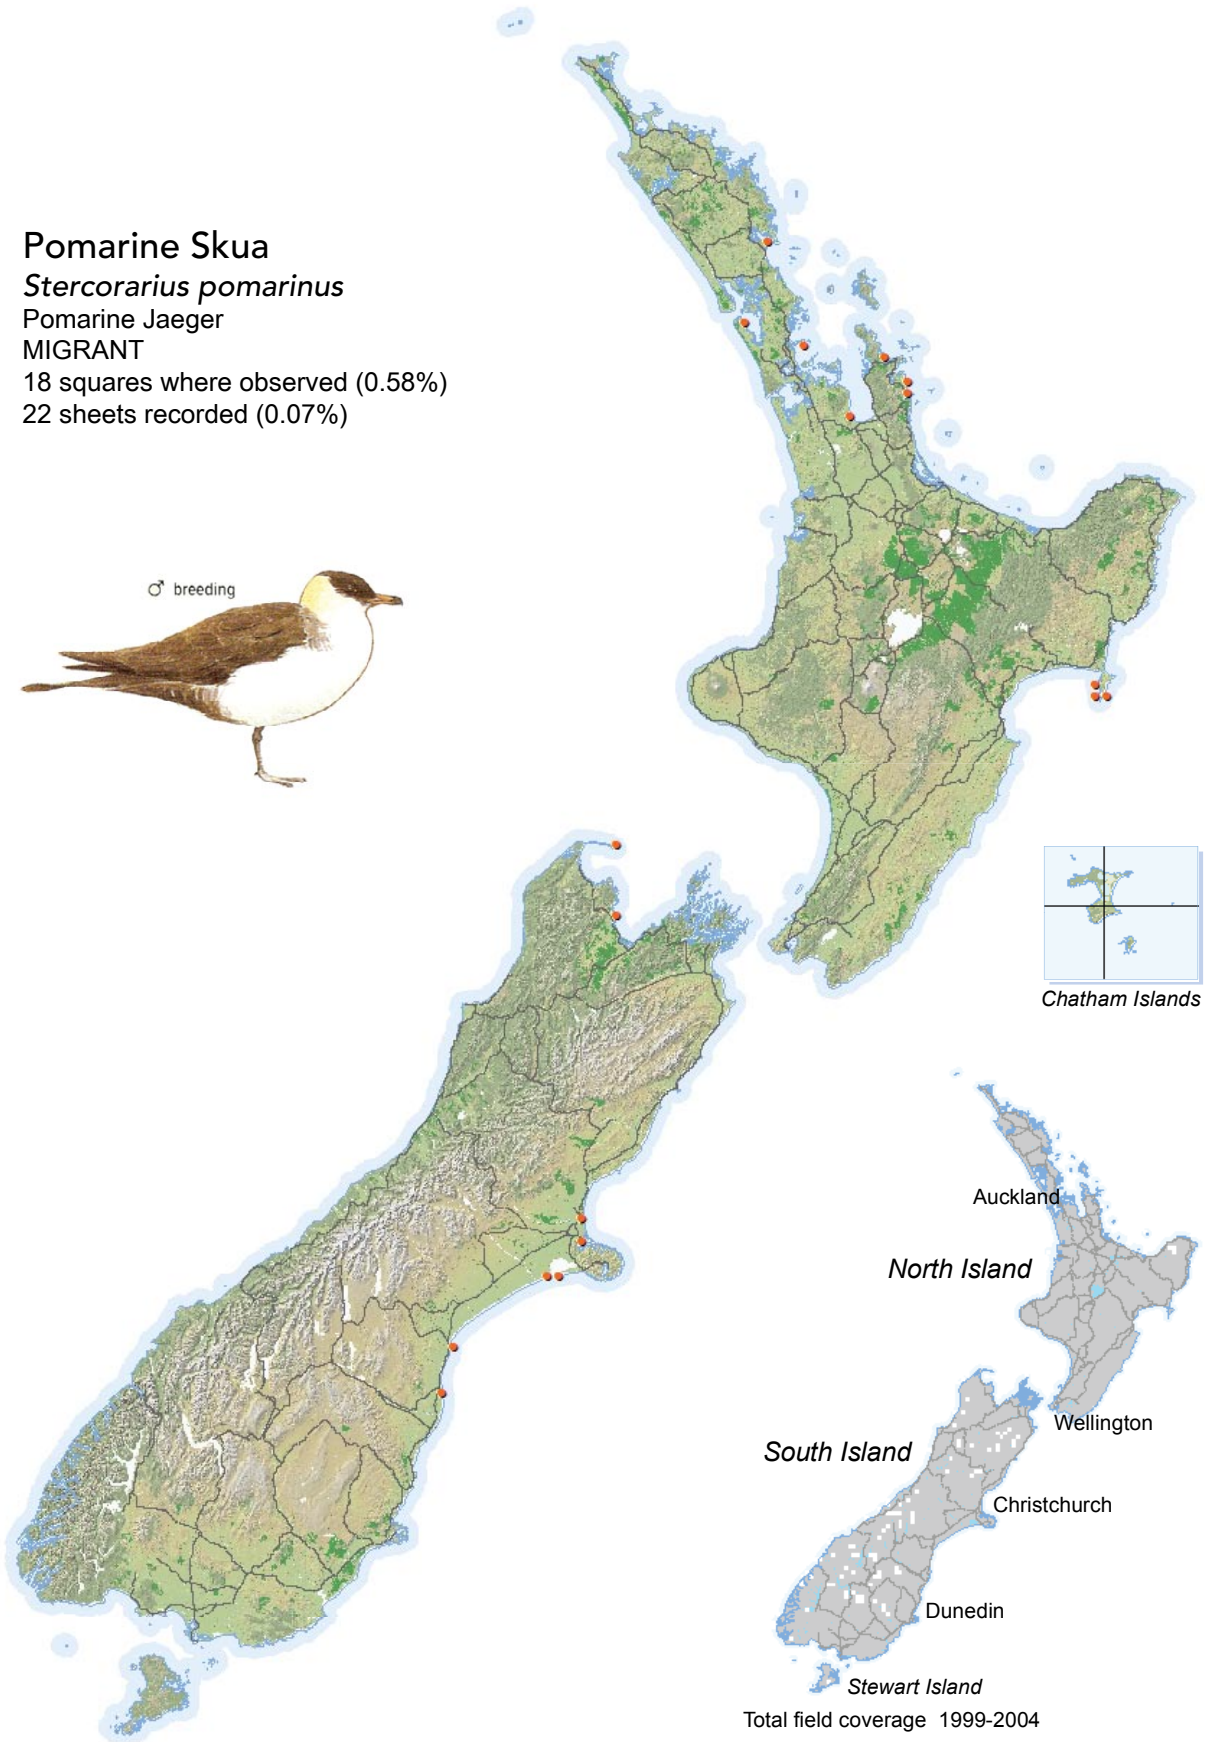 Pomarine Skua
Stercorarius pomarinus
Pomarine Jaeger
MIGRANT
18 squares where observed (0.58%)
22 sheets recorded (0.07%)
♂ breeding
Chatham Islands
Auckland
North Island
Wellington
South Island
Christchurch
Dunedin
Stewart Island
Total field coverage 1999-2004